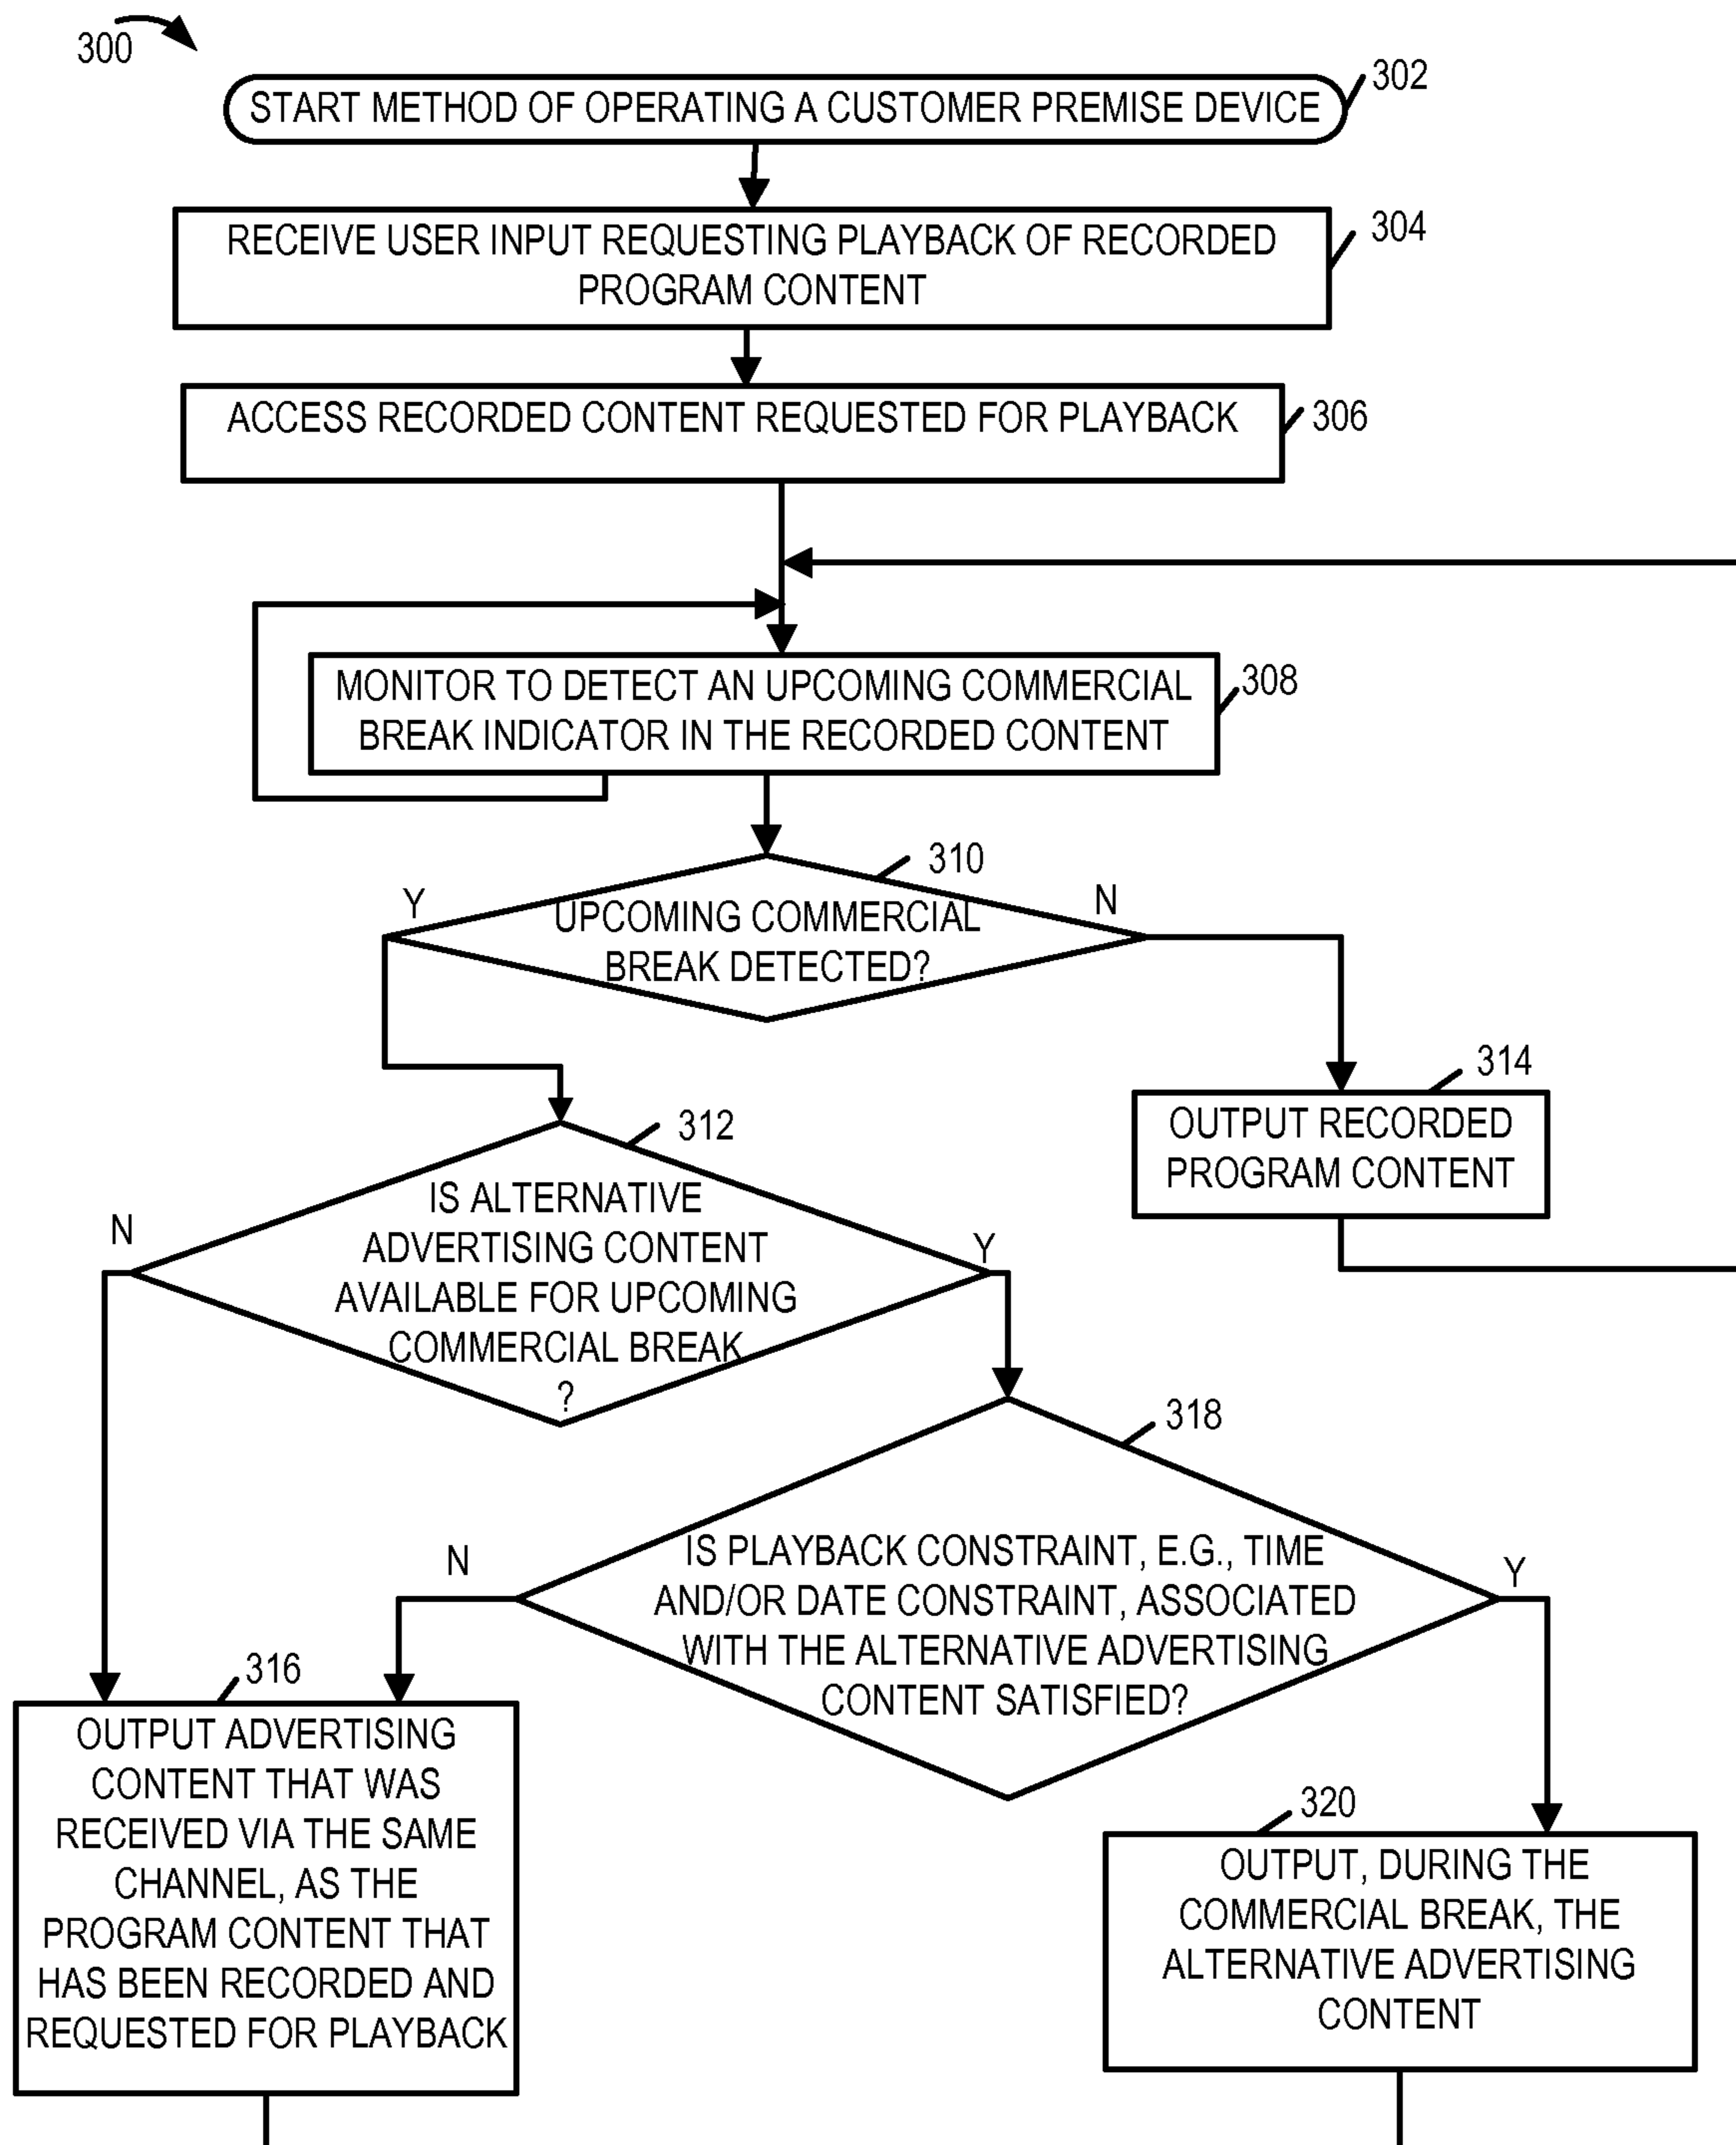 300
302
START METHOD OF OPERATING A CUSTOMER PREMISE DEVICE
304
RECEIVE USER INPUT REQUESTING PLAYBACK OF RECORDED
PROGRAM CONTENT
306
ACCESS RECORDED CONTENT REQUESTED FOR PLAYBACK
308
MONITOR TO DETECT AN UPCOMING COMMERCIAL
BREAK INDICATOR IN THE RECORDED CONTENT
310
Y
N
UPCOMING COMMERCIAL
BREAK DETECTED?
314
OUTPUT RECORDED
PROGRAM CONTENT
312
N
Y
IS ALTERNATIVE
ADVERTISING CONTENT
AVAILABLE FOR UPCOMING
COMMERCIAL BREAK
?
318
N
Y
IS PLAYBACK CONSTRAINT, E.G., TIME
AND/OR DATE CONSTRAINT, ASSOCIATED
WITH THE ALTERNATIVE ADVERTISING
CONTENT SATISFIED?
316
OUTPUT ADVERTISING
CONTENT THAT WAS
RECEIVED VIA THE SAME
CHANNEL, AS THE
PROGRAM CONTENT THAT
HAS BEEN RECORDED AND
REQUESTED FOR PLAYBACK
320
OUTPUT, DURING THE
COMMERCIAL BREAK, THE
ALTERNATIVE ADVERTISING
CONTENT